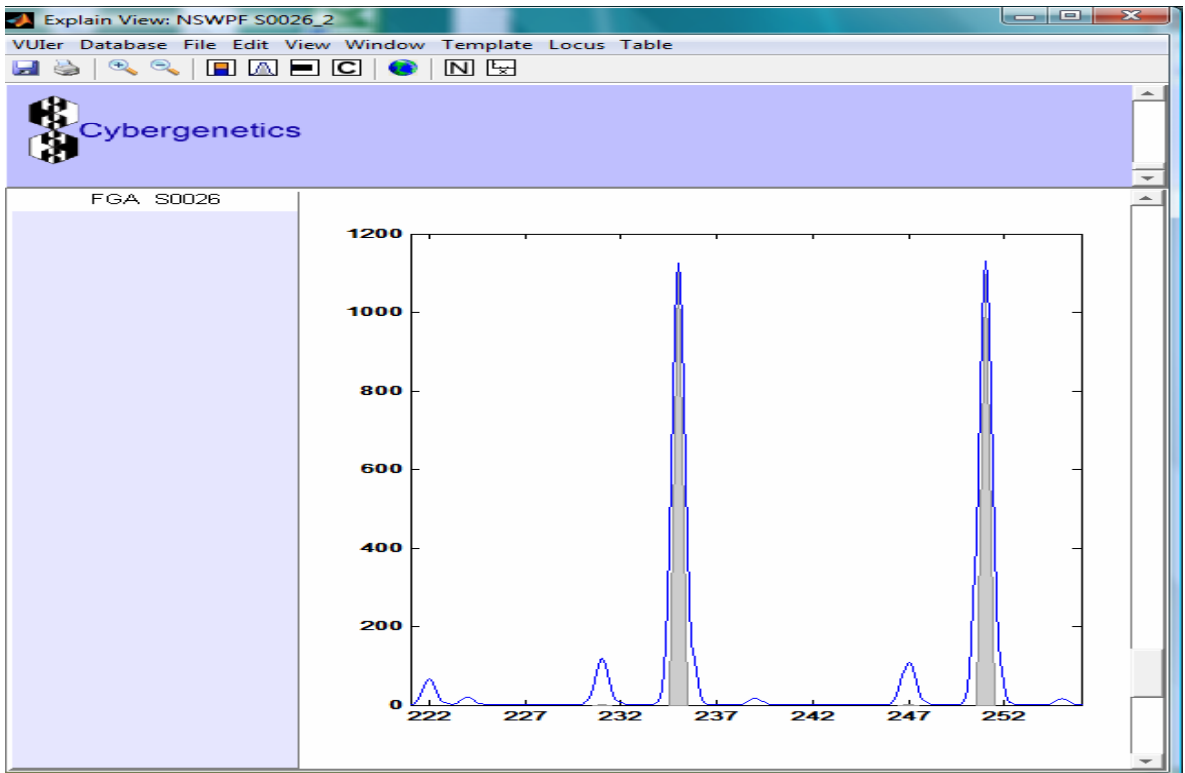 Explain View: NSWPF S0026_2
VUIer Database File Edit View Window Template Locus Table
C N
Cybergenetics
FGA S0026
1200
1000
800
600
400
200
0
222 227 232 237 242 247 252